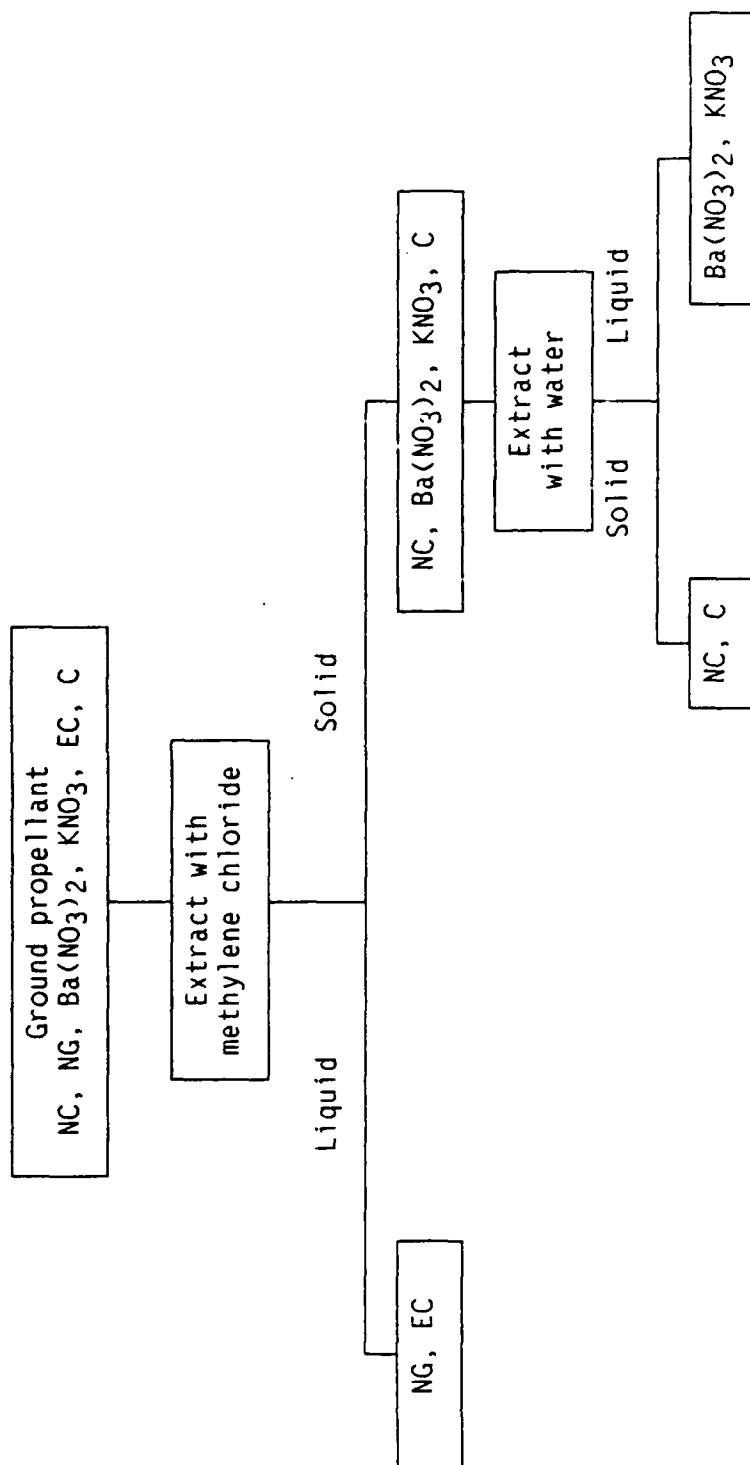 Ground propellant
NC, NG, Ba(NO3)2, KNO3, EC, C
Extract with
methylene chloride
Liquid
Solid
NG, EC
NC, Ba(NO3)2, KNO3, C
Extract
with water
Solid
Liquid
NC, C
Ba(NO3)2, KNO3